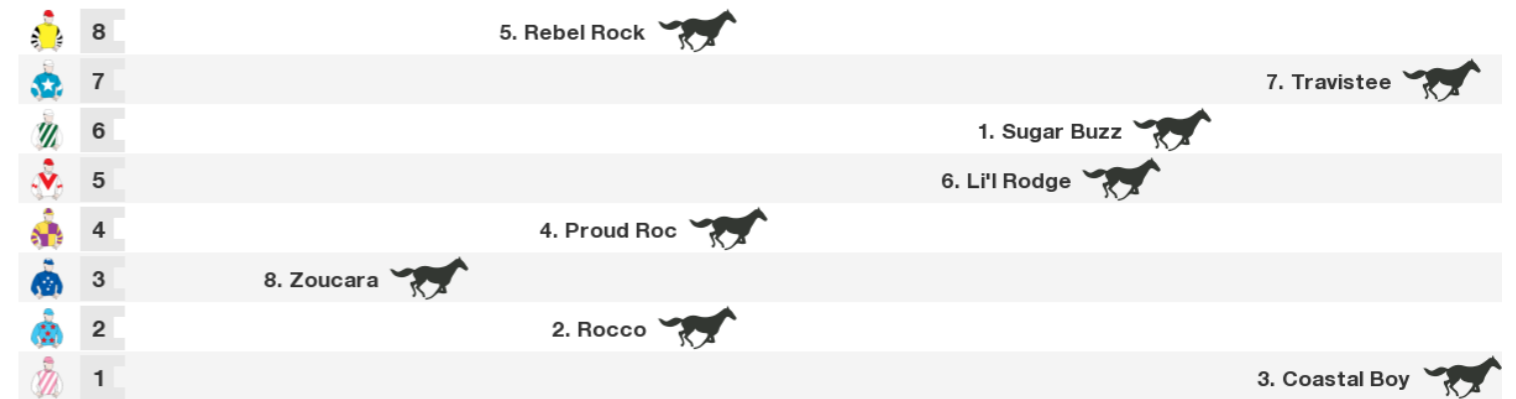 8 5. Rebel Rock
7 7. Travistee
6 1. Sugar Buzz
5 6. Li'l Rodge
4 4. Proud Roc
3 8. Zoucara
2 2. Rocco
1 3. Coastal Boy